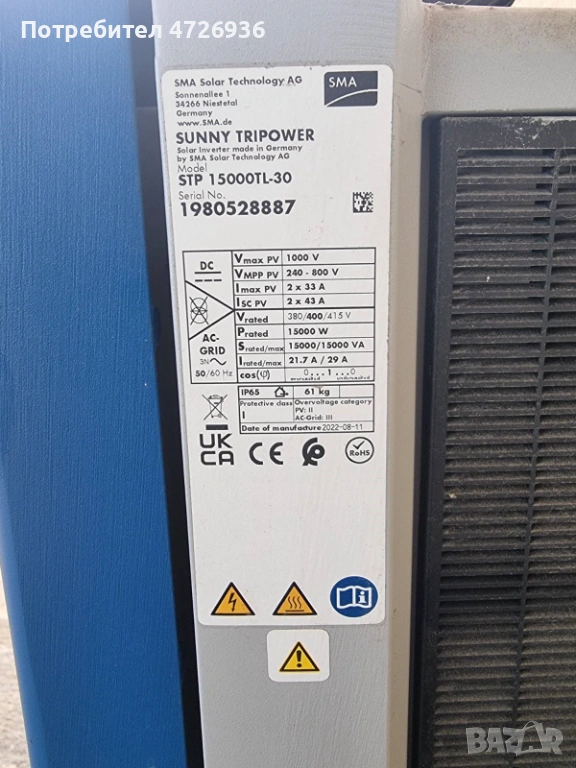 Потребител 4726936
SMA Solar Technology AG
Sonnenallee 1
34266 Niestetal
Germany
www.SMA.de
SMA
SUNNY TRIPOWER
Solar Inverter made in Germany
by SMA Solar Technology AG
Model
STP 15000TL-30
Serial No.
1980528887
DC
Vmax PV 1000 V
VMPP PV 240 - 800 V
Imax PV 2 x 33 A
ISC PV 2 x 43 A
AC-
GRID
3N
50/60 Hz
Vrated 380/400/415 V
Prated 15000 W
Srated/max 15000/15000 VA
Irated/max 21.7 A / 29 A
cos(φ) 0...1...0
IP65 61 kg
Protective class
I
Overvoltage category
PV: II
AC-Grid: III
Date of manufacture 2022-08-11
UK
CA
CE
RoHS
BAZAR